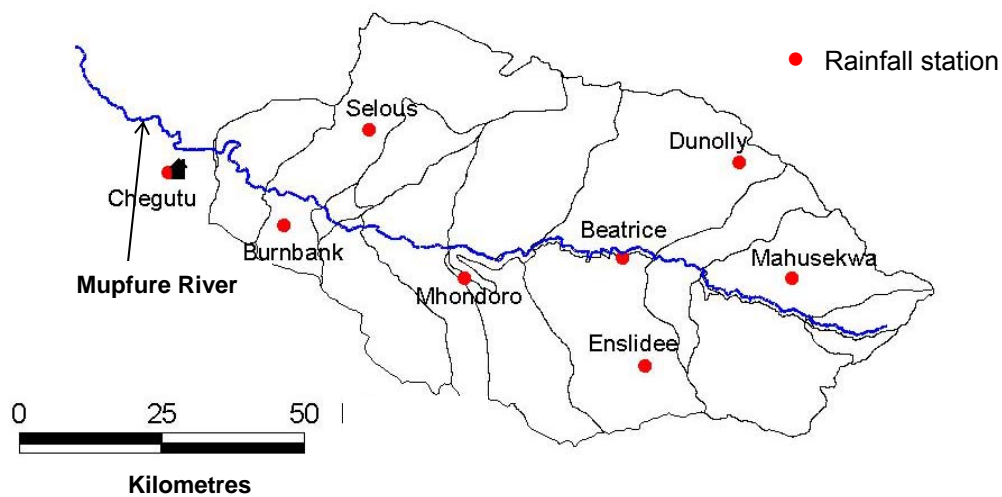 Rainfall station
Selous
Dunolly
Chegutu
Beatrice
Burnbank
Mahusekwa
Mupfure River
Mhondoro
Enslidee
0 25 50
Kilometres